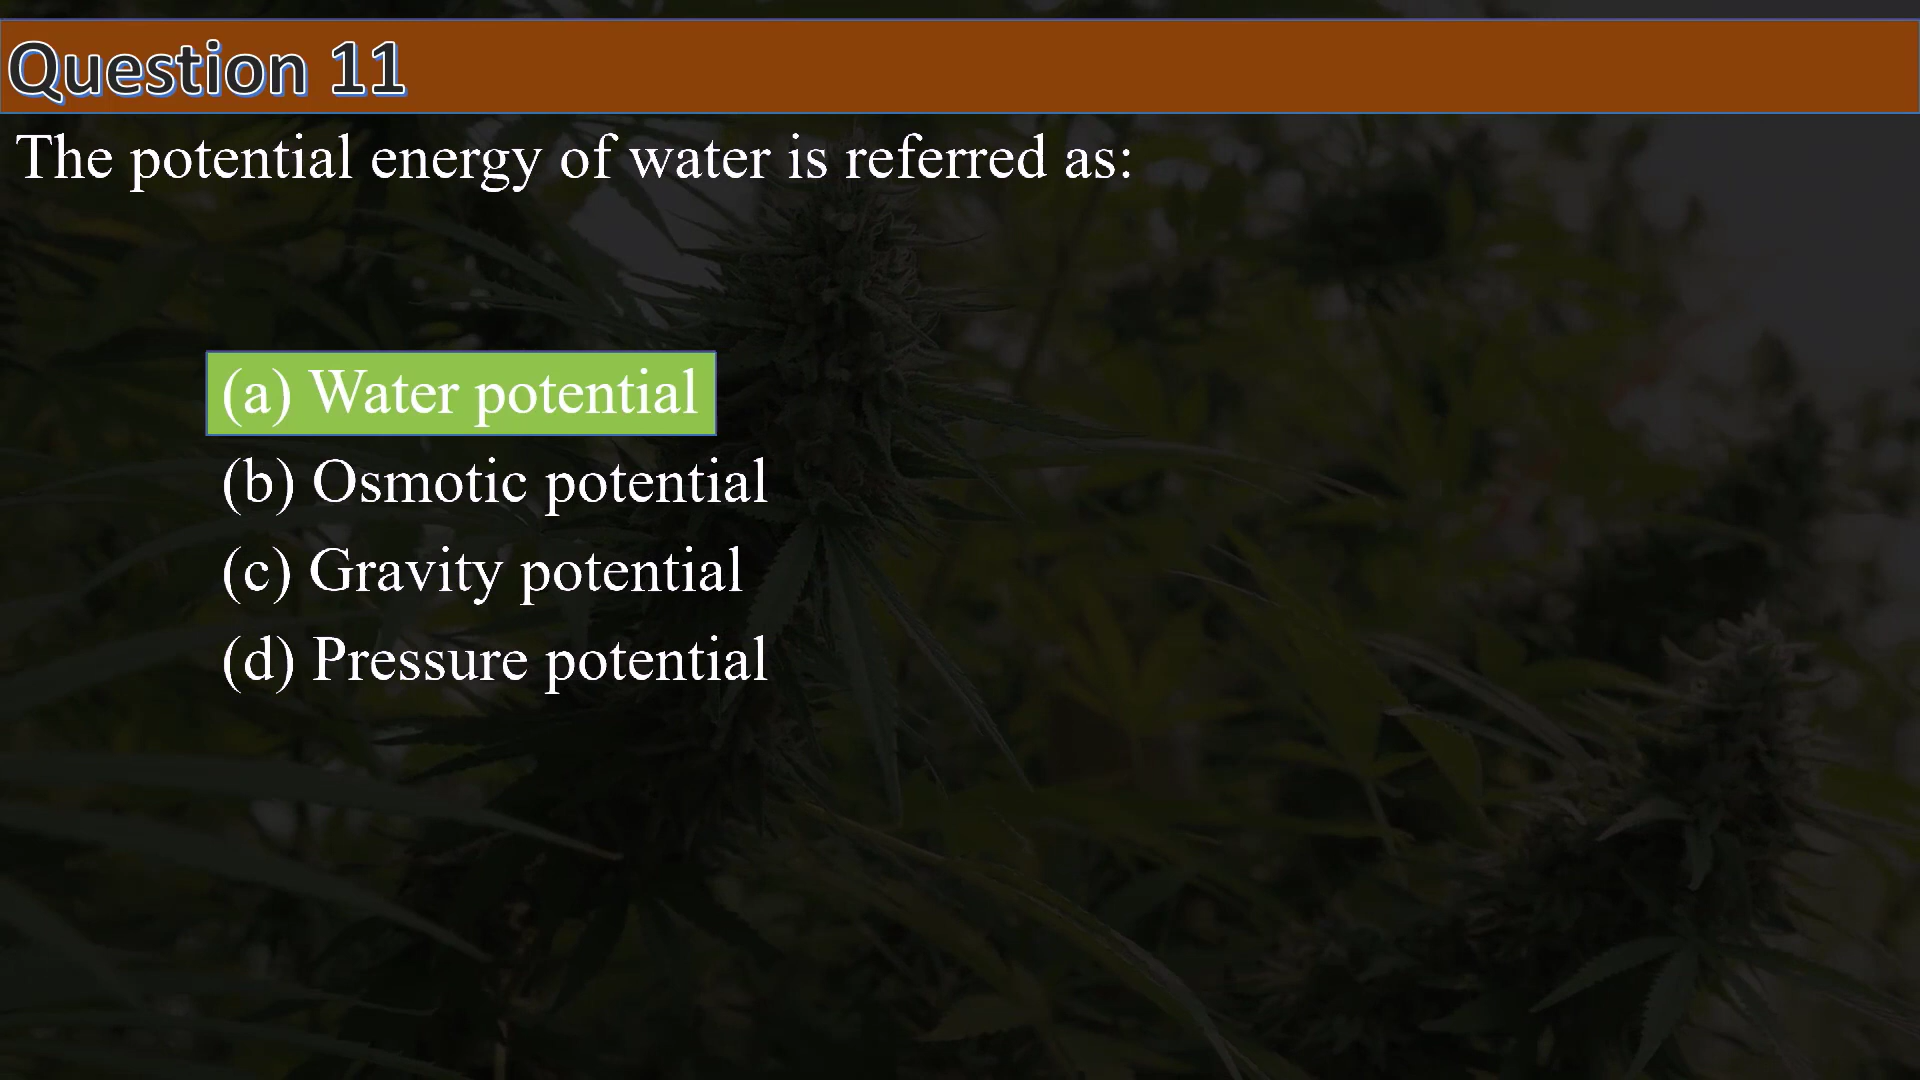 Question 11
The potential energy of water is referred as:
(a) Water potential
(b) Osmotic potential
(c) Gravity potential
(d) Pressure potential